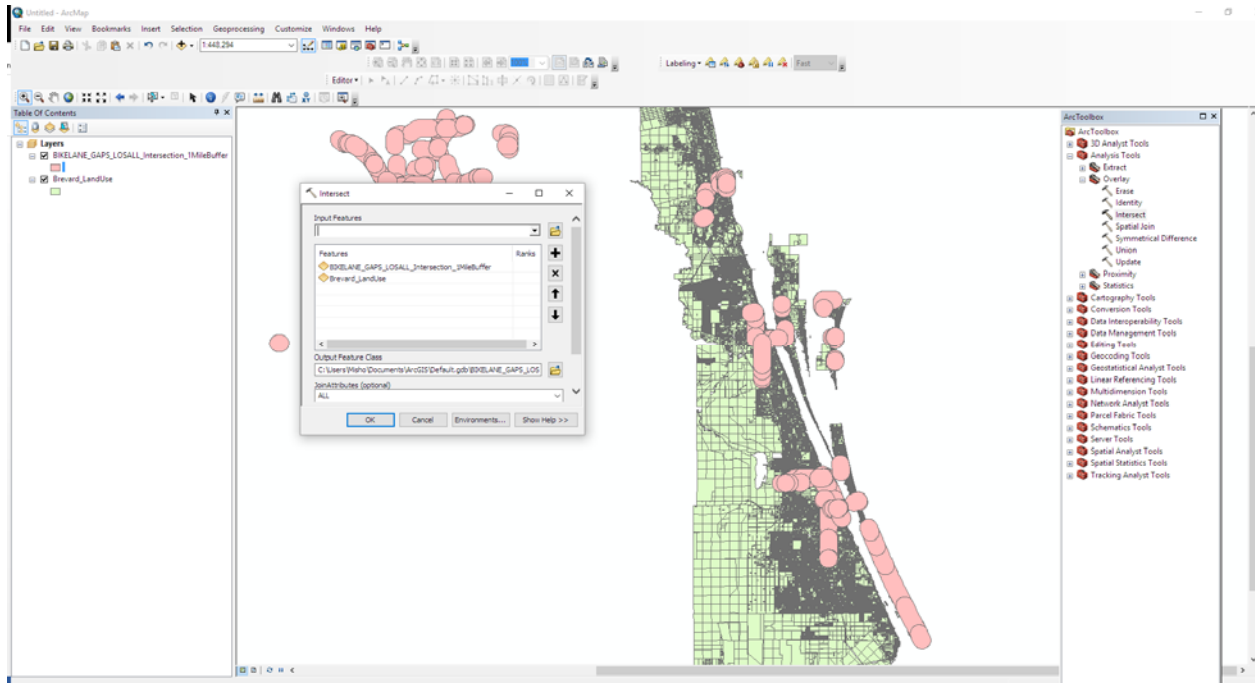 Untitled - ArcMap
File Edit View Bookmarks Insert Selection Geoprocessing Customize Windows Help
1:448,294
Labeling Fast
Editor
Table Of Contents
Layers
BIKELANE_GAPS_LOSALL_Intersection_1MileBuffer
Brevard_LandUse
Intersect
Input Features
Features Ranks
BIKELANE_GAPS_LOSALL_Intersection_1MileBuffer
Brevard_LandUse
Output Feature Class
C:\Users\Misho\Documents\ArcGIS\Default.gdb\BIKELANE_GAPS_LOS
JoinAttributes (optional)
ALL
OK Cancel Environments... Show Help >>
ArcToolbox
ArcToolbox
3D Analyst Tools
Analysis Tools
Extract
Overlay
Erase
Identity
Intersect
Spatial Join
Symmetrical Difference
Union
Update
Proximity
Statistics
Cartography Tools
Conversion Tools
Data Interoperability Tools
Data Management Tools
Editing Tools
Geocoding Tools
Geostatistical Analyst Tools
Linear Referencing Tools
Multidimension Tools
Network Analyst Tools
Parcel Fabric Tools
Schematics Tools
Server Tools
Spatial Analyst Tools
Spatial Statistics Tools
Tracking Analyst Tools